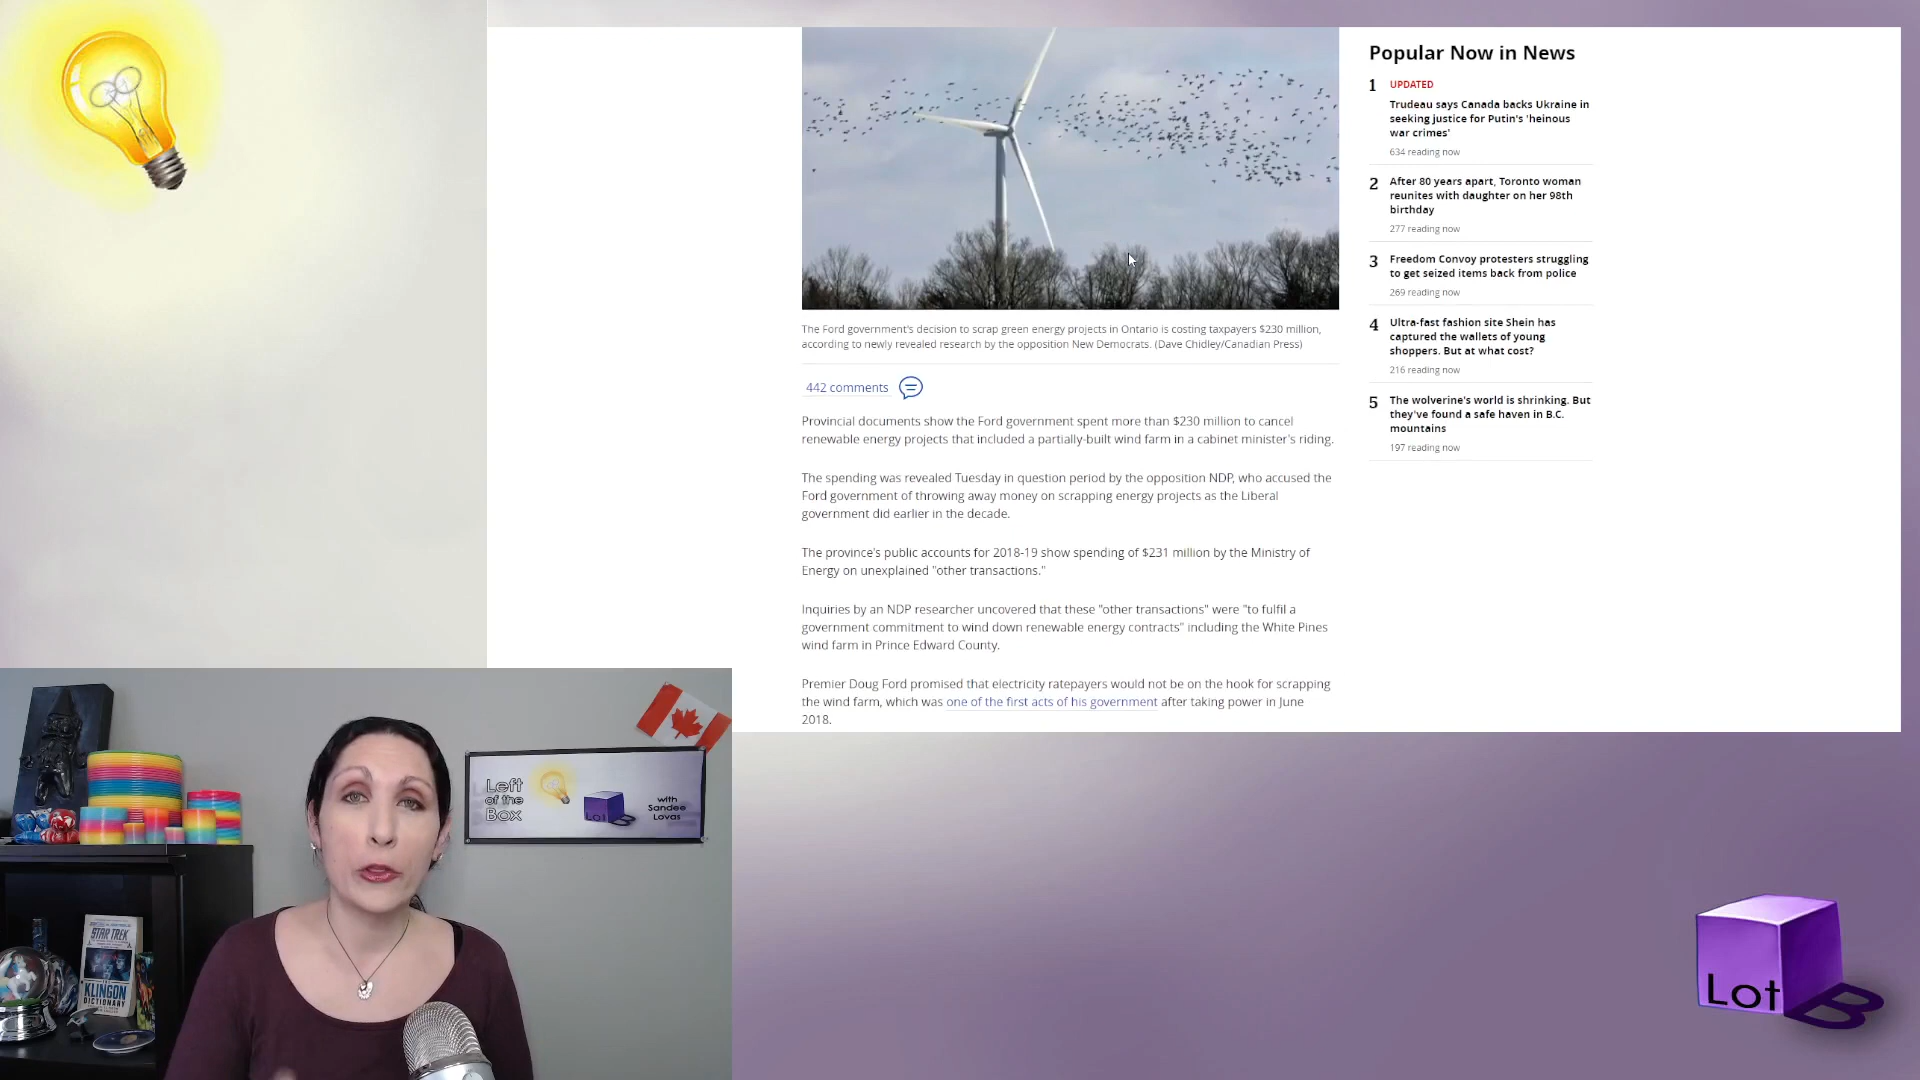 Popular Now in News
1 UPDATED
Trudeau says Canada backs Ukraine in
seeking justice for Putin's 'heinous
war crimes'
634 reading now
2 After 80 years apart, Toronto woman
reunites with daughter on her 98th
birthday
277 reading now
3 Freedom Convoy protesters struggling
to get seized items back from police
269 reading now
4 Ultra-fast fashion site Shein has
captured the wallets of young
shoppers. But at what cost?
216 reading now
5 The wolverine's world is shrinking. But
they've found a safe haven in B.C.
mountains
197 reading now
The Ford government's decision to scrap green energy projects in Ontario is costing taxpayers $230 million,
according to newly revealed research by the opposition New Democrats. (Dave Chidley/Canadian Press)
442 comments
Provincial documents show the Ford government spent more than $230 million to cancel
renewable energy projects that included a partially-built wind farm in a cabinet minister's riding.
The spending was revealed Tuesday in question period by the opposition NDP, who accused the
Ford government of throwing away money on scrapping energy projects as the Liberal
government did earlier in the decade.
The province's public accounts for 2018-19 show spending of $231 million by the Ministry of
Energy on unexplained "other transactions."
Inquiries by an NDP researcher uncovered that these "other transactions" were "to fulfil a
government commitment to wind down renewable energy contracts" including the White Pines
wind farm in Prince Edward County.
Premier Doug Ford promised that electricity ratepayers would not be on the hook for scrapping
the wind farm, which was one of the first acts of his government after taking power in June
2018.
Left
of the
Box
LotB
with
Sandee
Lovas
STAR TREK
THE
KLINGON
DICTIONARY
LotB